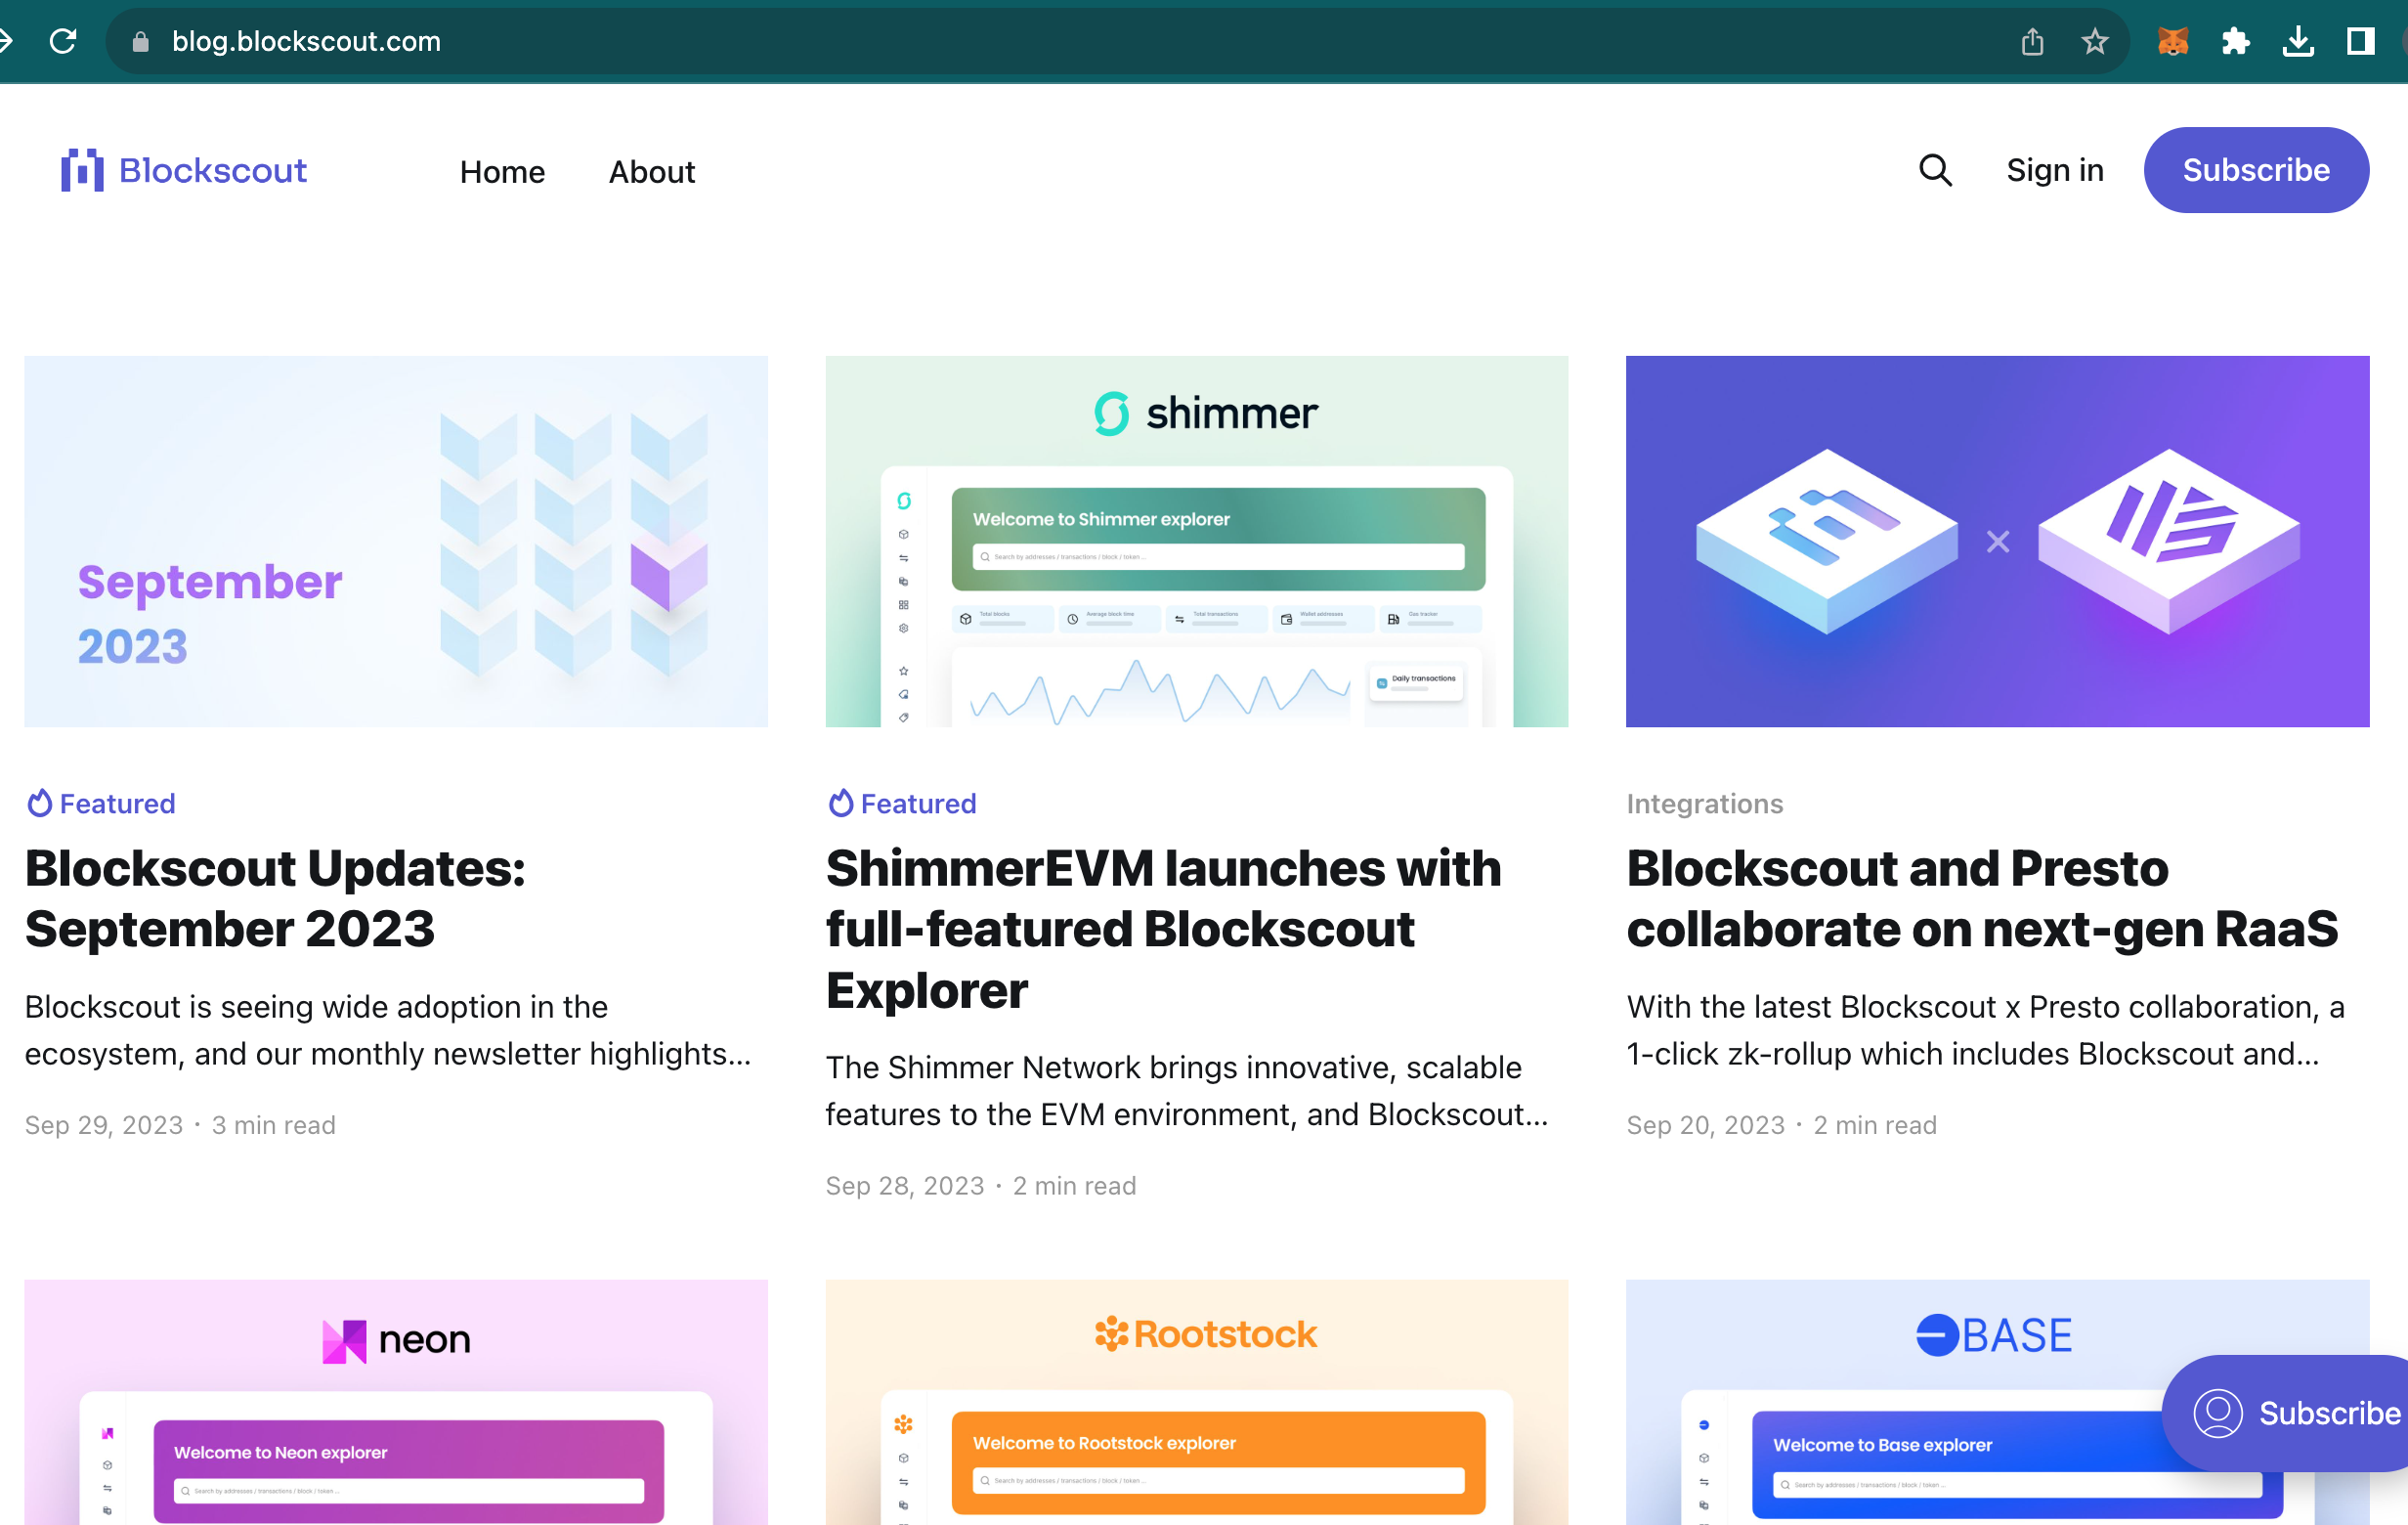 blog.blockscout.com
Blockscout
Home
About
Sign in
Subscribe
September
2023
shimmer
Welcome to Shimmer explorer
Search by addresses / transactions / block / token ...
Total blocks
Average block time
Total transactions
Wallet addresses
Gas tracker
Daily transactions
Featured
Blockscout Updates:
September 2023
Blockscout is seeing wide adoption in the
ecosystem, and our monthly newsletter highlights...
Sep 29, 2023 • 3 min read
Featured
ShimmerEVM launches with
full-featured Blockscout
Explorer
The Shimmer Network brings innovative, scalable
features to the EVM environment, and Blockscout...
Sep 28, 2023 • 2 min read
Integrations
Blockscout and Presto
collaborate on next-gen RaaS
With the latest Blockscout x Presto collaboration, a
1-click zk-rollup which includes Blockscout and...
Sep 20, 2023 • 2 min read
neon
Welcome to Neon explorer
Search by addresses / transactions / block / token ...
Rootstock
Welcome to Rootstock explorer
Search by addresses / transactions / block / token ...
BASE
Welcome to Base explorer
Search by addresses / transactions / block / token ...
Subscribe